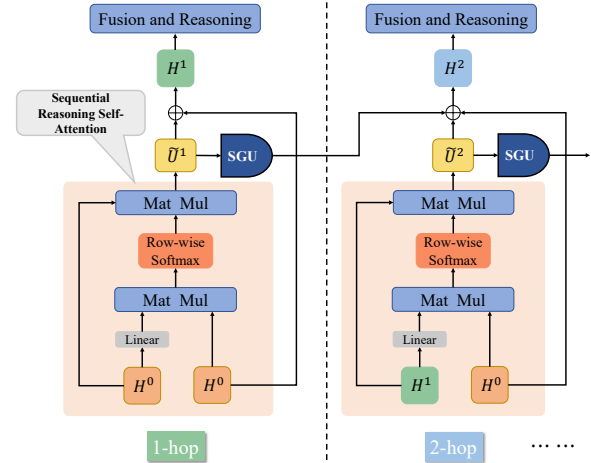 Fusion and Reasoning
H¹
Sequential
Reasoning Self-
Attention
Ũ¹
SGU
Mat Mul
Row-wise
Softmax
Mat Mul
Linear
H⁰
H⁰
1-hop
Fusion and Reasoning
H²
Ũ²
SGU
Mat Mul
Row-wise
Softmax
Mat Mul
Linear
H¹
H⁰
2-hop
... ...